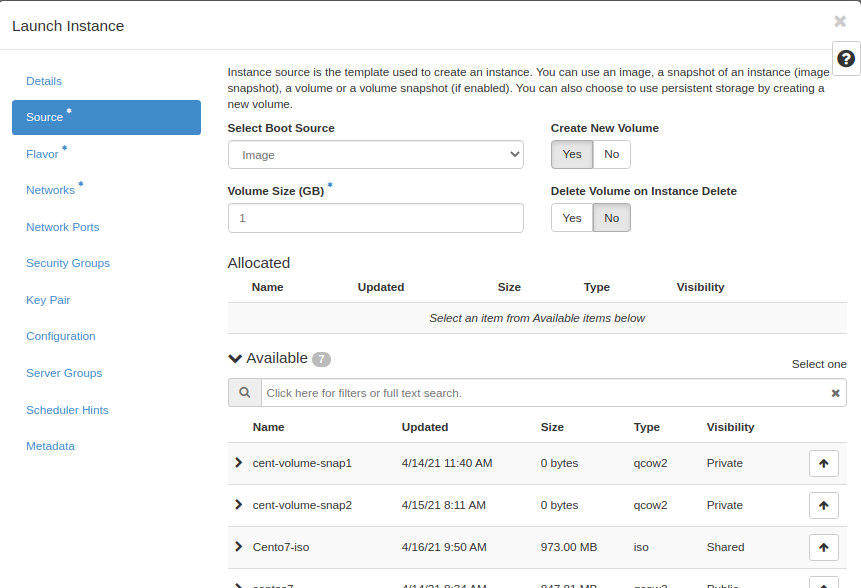 Launch Instance
Details
Source *
Flavor *
Networks *
Network Ports
Security Groups
Key Pair
Configuration
Server Groups
Scheduler Hints
Metadata
Instance source is the template used to create an instance. You can use an image, a snapshot of an instance (image
snapshot), a volume or a volume snapshot (if enabled). You can also choose to use persistent storage by creating a
new volume.
Select Boot Source Create New Volume
Image Yes No
Volume Size (GB) * Delete Volume on Instance Delete
1 Yes No
Allocated
Name Updated Size Type Visibility
Select an item from Available items below
Available 7 Select one
Click here for filters or full text search.
Name Updated Size Type Visibility
cent-volume-snap1 4/14/21 11:40 AM 0 bytes qcow2 Private
cent-volume-snap2 4/15/21 8:11 AM 0 bytes qcow2 Private
Cento7-iso 4/16/21 9:50 AM 973.00 MB iso Shared